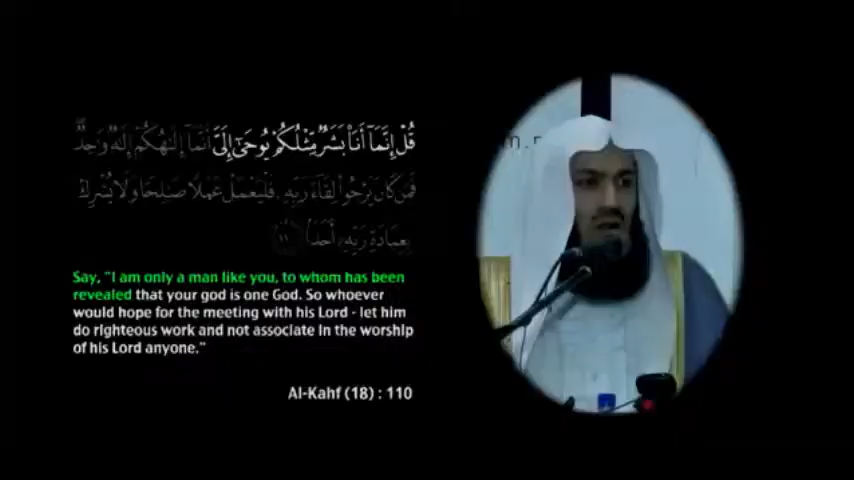 قُلْ إِنَّمَآ أَنَا۠ بَشَرٌ مِّثْلُكُمْ يُوحَىٰٓ إِلَىَّ أَنَّمَآ إِلَـٰهُكُمْ إِلَـٰهٌ وَٰحِدٌ
فَمَن كَانَ يَرْجُوا۟ لِقَآءَ رَبِّهِۦ فَلْيَعْمَلْ عَمَلًا صَـٰلِحًا وَلَا يُشْرِكْ
بِعِبَادَةِ رَبِّهِۦٓ أَحَدًۢا ١١٠
Say, "I am only a man like you, to whom has been
revealed that your god is one God. So whoever
would hope for the meeting with his Lord - let him
do righteous work and not associate in the worship
of his Lord anyone."
Al-Kahf (18) : 110